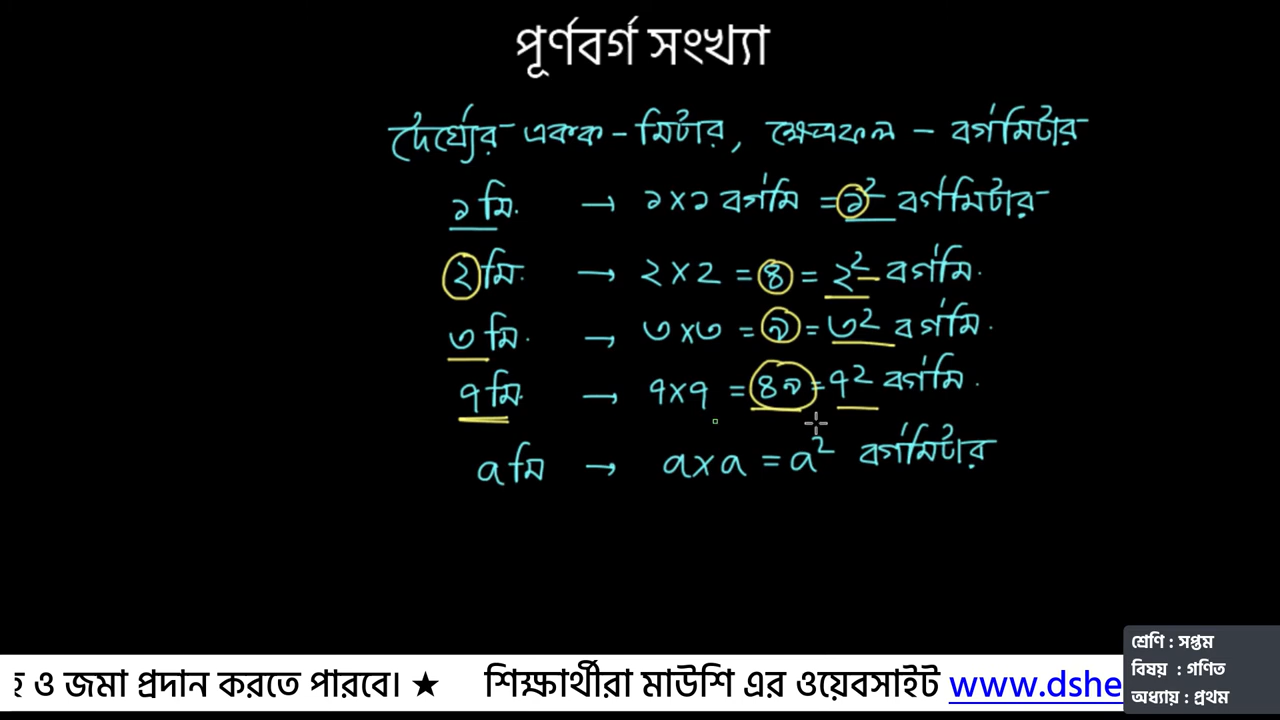 পূর্ণবর্গ সংখ্যা
দৈর্ঘ্যের একক - মিটার, ক্ষেত্রফল - বর্গমিটার
১ মি. → ১ × ১ বর্গমি = ১² বর্গমিটার
২ মি. → ২ × 2 = ৪ = ২² বর্গমি.
৩ মি. → ৩ × ৩ = ৯ = ৩² বর্গমি.
৭ মি. → ৭ × ৭ = ৪৯ = ৭² বর্গমি.
a মি → a × a = a² বর্গমিটার
শ্রেণি : সপ্তম
বিষয় : গণিত
অধ্যায় : প্রথম
ও জমা প্রদান করতে পারবে। ★ শিক্ষার্থীরা মাউশি এর ওয়েবসাইট www.dshe